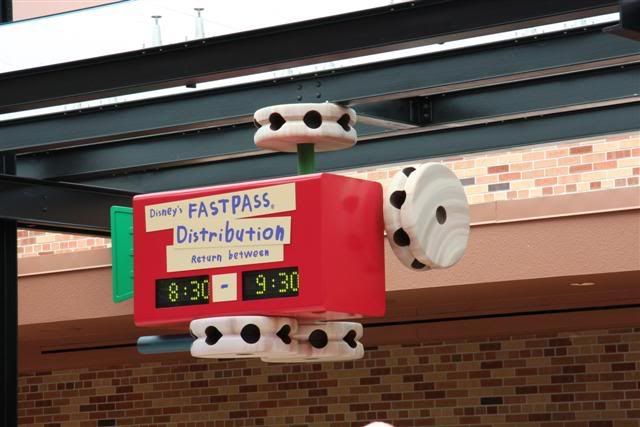 Disney's FASTPASS®
Distribution
Return between
8:30 - 9:30